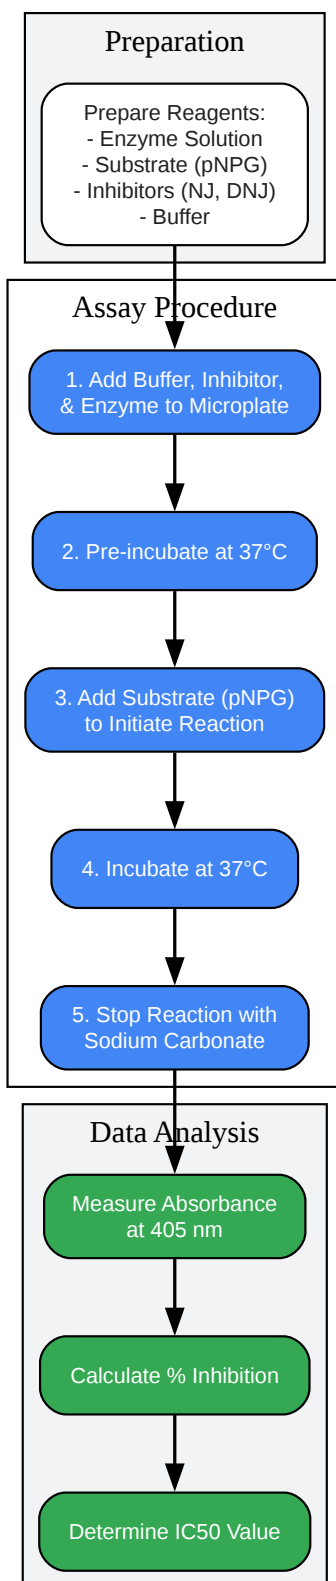 Preparation
Prepare Reagents:
- Enzyme Solution
- Substrate (pNPG)
- Inhibitors (NJ, DNJ)
- Buffer
Assay Procedure
1. Add Buffer, Inhibitor,
& Enzyme to Microplate
2. Pre-incubate at 37°C
3. Add Substrate (pNPG)
to Initiate Reaction
4. Incubate at 37°C
5. Stop Reaction with
Sodium Carbonate
Data Analysis
Measure Absorbance
at 405 nm
Calculate % Inhibition
Determine IC50 Value